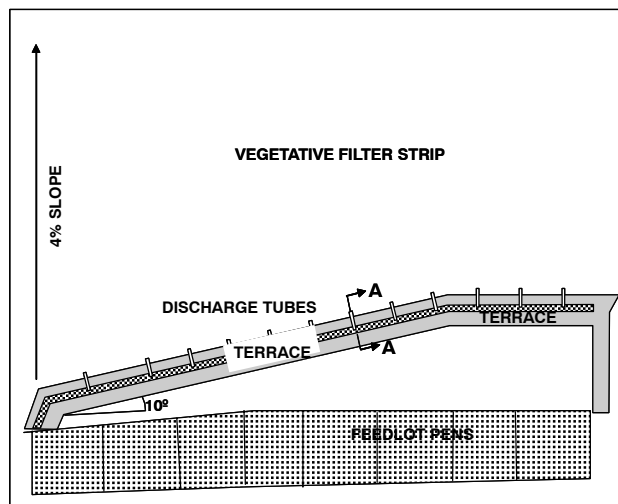 VEGETATIVE FILTER STRIP
4% SLOPE
A
DISCHARGE TUBES
TERRACE
TERRACE
A
10º
FEEDLOT PENS